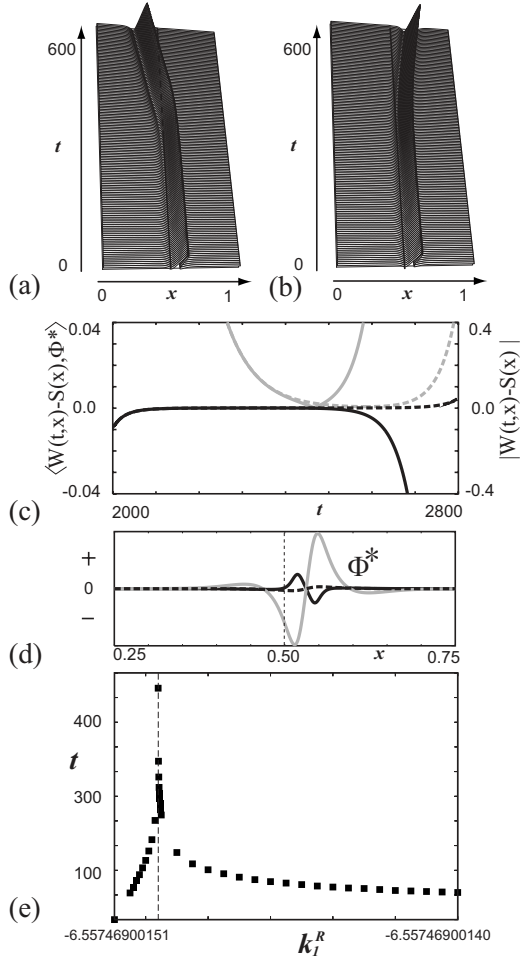 600
600
t
t
0
0
(a)
0
x
1
(b)
0
x
1
⟨W(t,x)-S(x),Φ*⟩
0.04
0.0
-0.04
0.4
0.0
-0.4
|W(t,x)-S(x) |
(c)
2000
t
2800
+
0
−
Φ*
(d)
0.25
0.50
x
0.75
t
400
300
100
(e)
-6.55746900151
k₁ᴿ
-6.55746900140